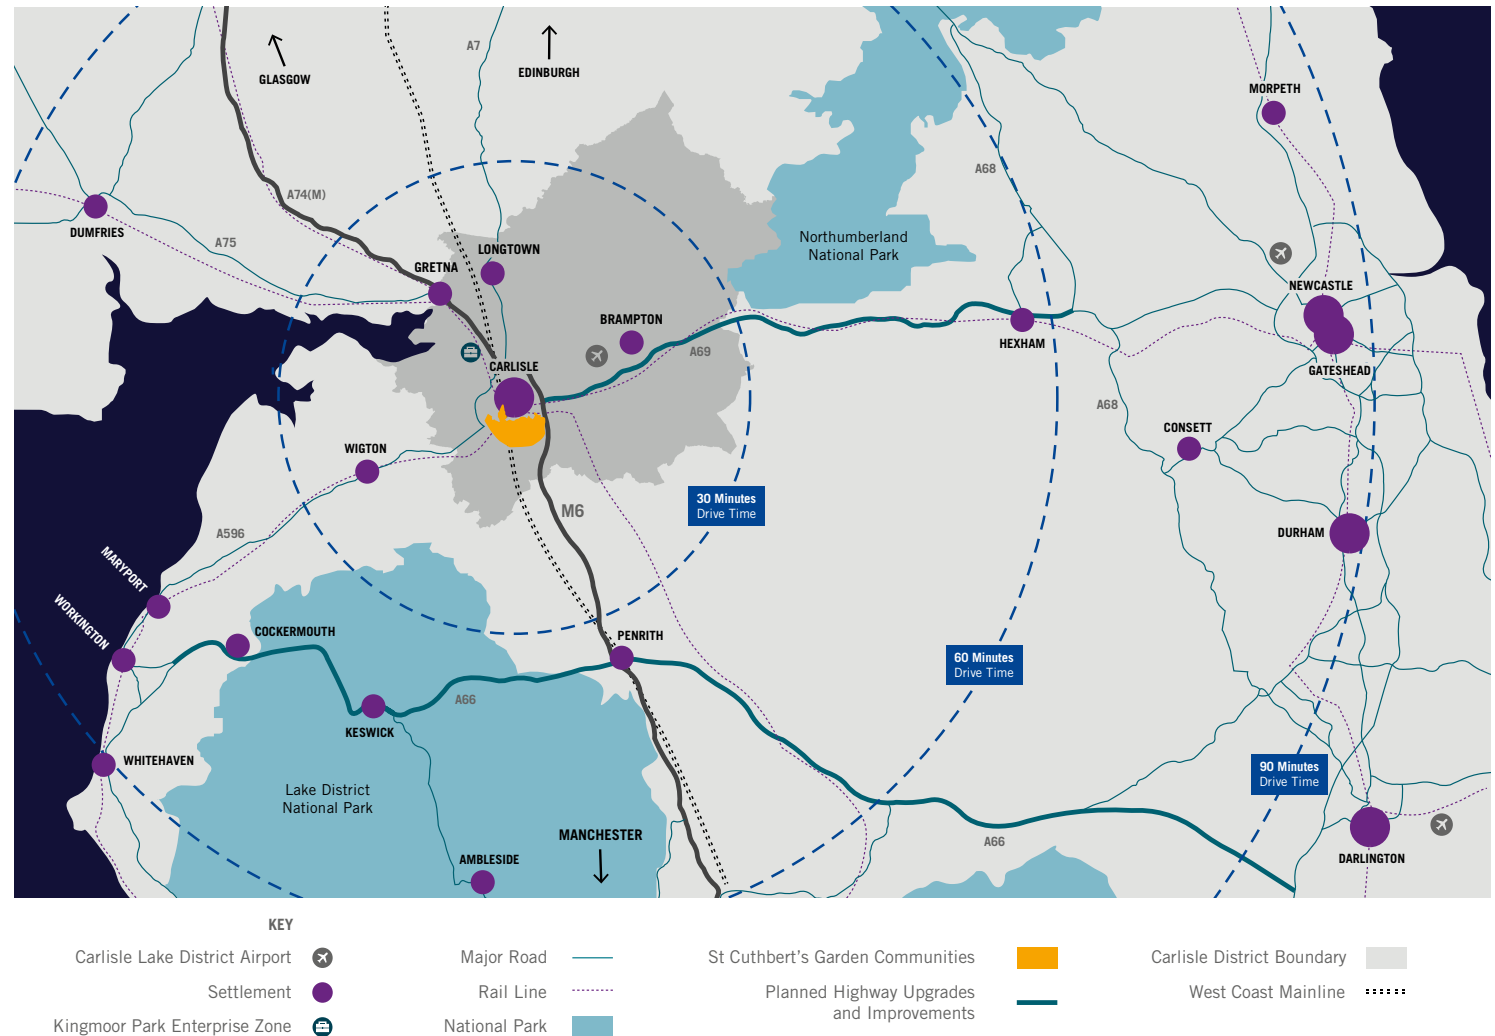 GLASGOW
A7
EDINBURGH
MORPETH
A68
A74(M)
DUMFRIES
A75
LONGTOWN
GRETNA
Northumberland
National Park
NEWCASTLE
BRAMPTON
A69
HEXHAM
CARLISLE
GATESHEAD
A68
CONSETT
WIGTON
30 Minutes
Drive Time
M6
A596
DURHAM
MARYPORT
WORKINGTON
COCKERMOUTH
PENRITH
60 Minutes
Drive Time
A66
KESWICK
WHITEHAVEN
90 Minutes
Drive Time
Lake District
National Park
MANCHESTER
A66
AMBLESIDE
DARLINGTON
KEY
Carlisle Lake District Airport
Settlement
Kingmoor Park Enterprise Zone
Major Road
Rail Line
National Park
St Cuthbert's Garden Communities
Planned Highway Upgrades
and Improvements
Carlisle District Boundary
West Coast Mainline